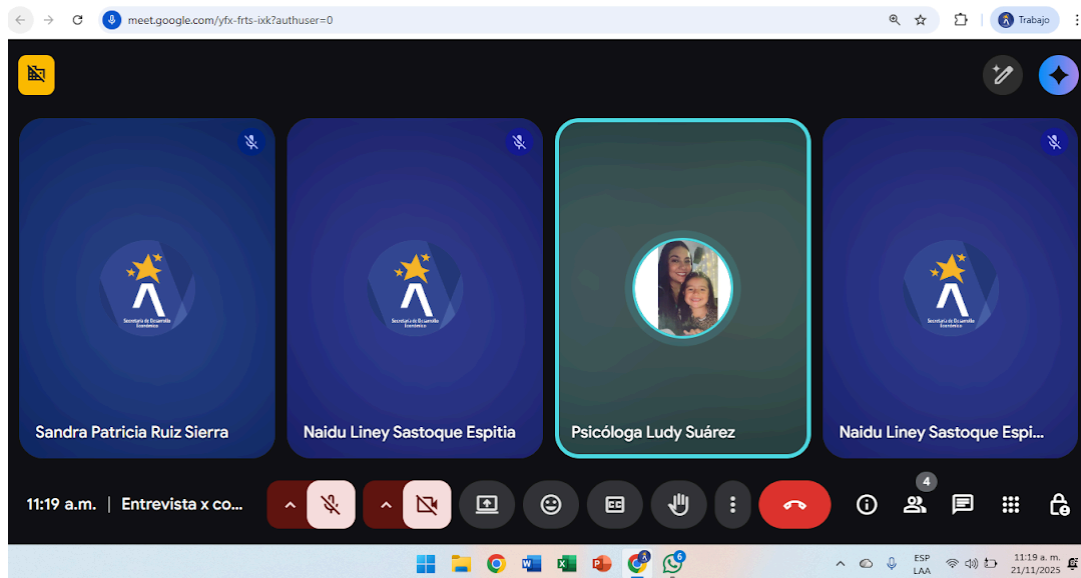 meet.google.com/yfx-frts-ixk?authuser=0
Trabajo
Secretaría de Desarrollo
Económico
Secretaría de Desarrollo
Económico
Secretaría de Desarrollo
Económico
Sandra Patricia Ruiz Sierra
Naidu Liney Sastoque Espitia
Psicóloga Ludy Suárez
Naidu Liney Sastoque Espi...
11:19 a.m. | Entrevista x co...
CC
4
6
ESP
LAA
11:19 a. m.
21/11/2025